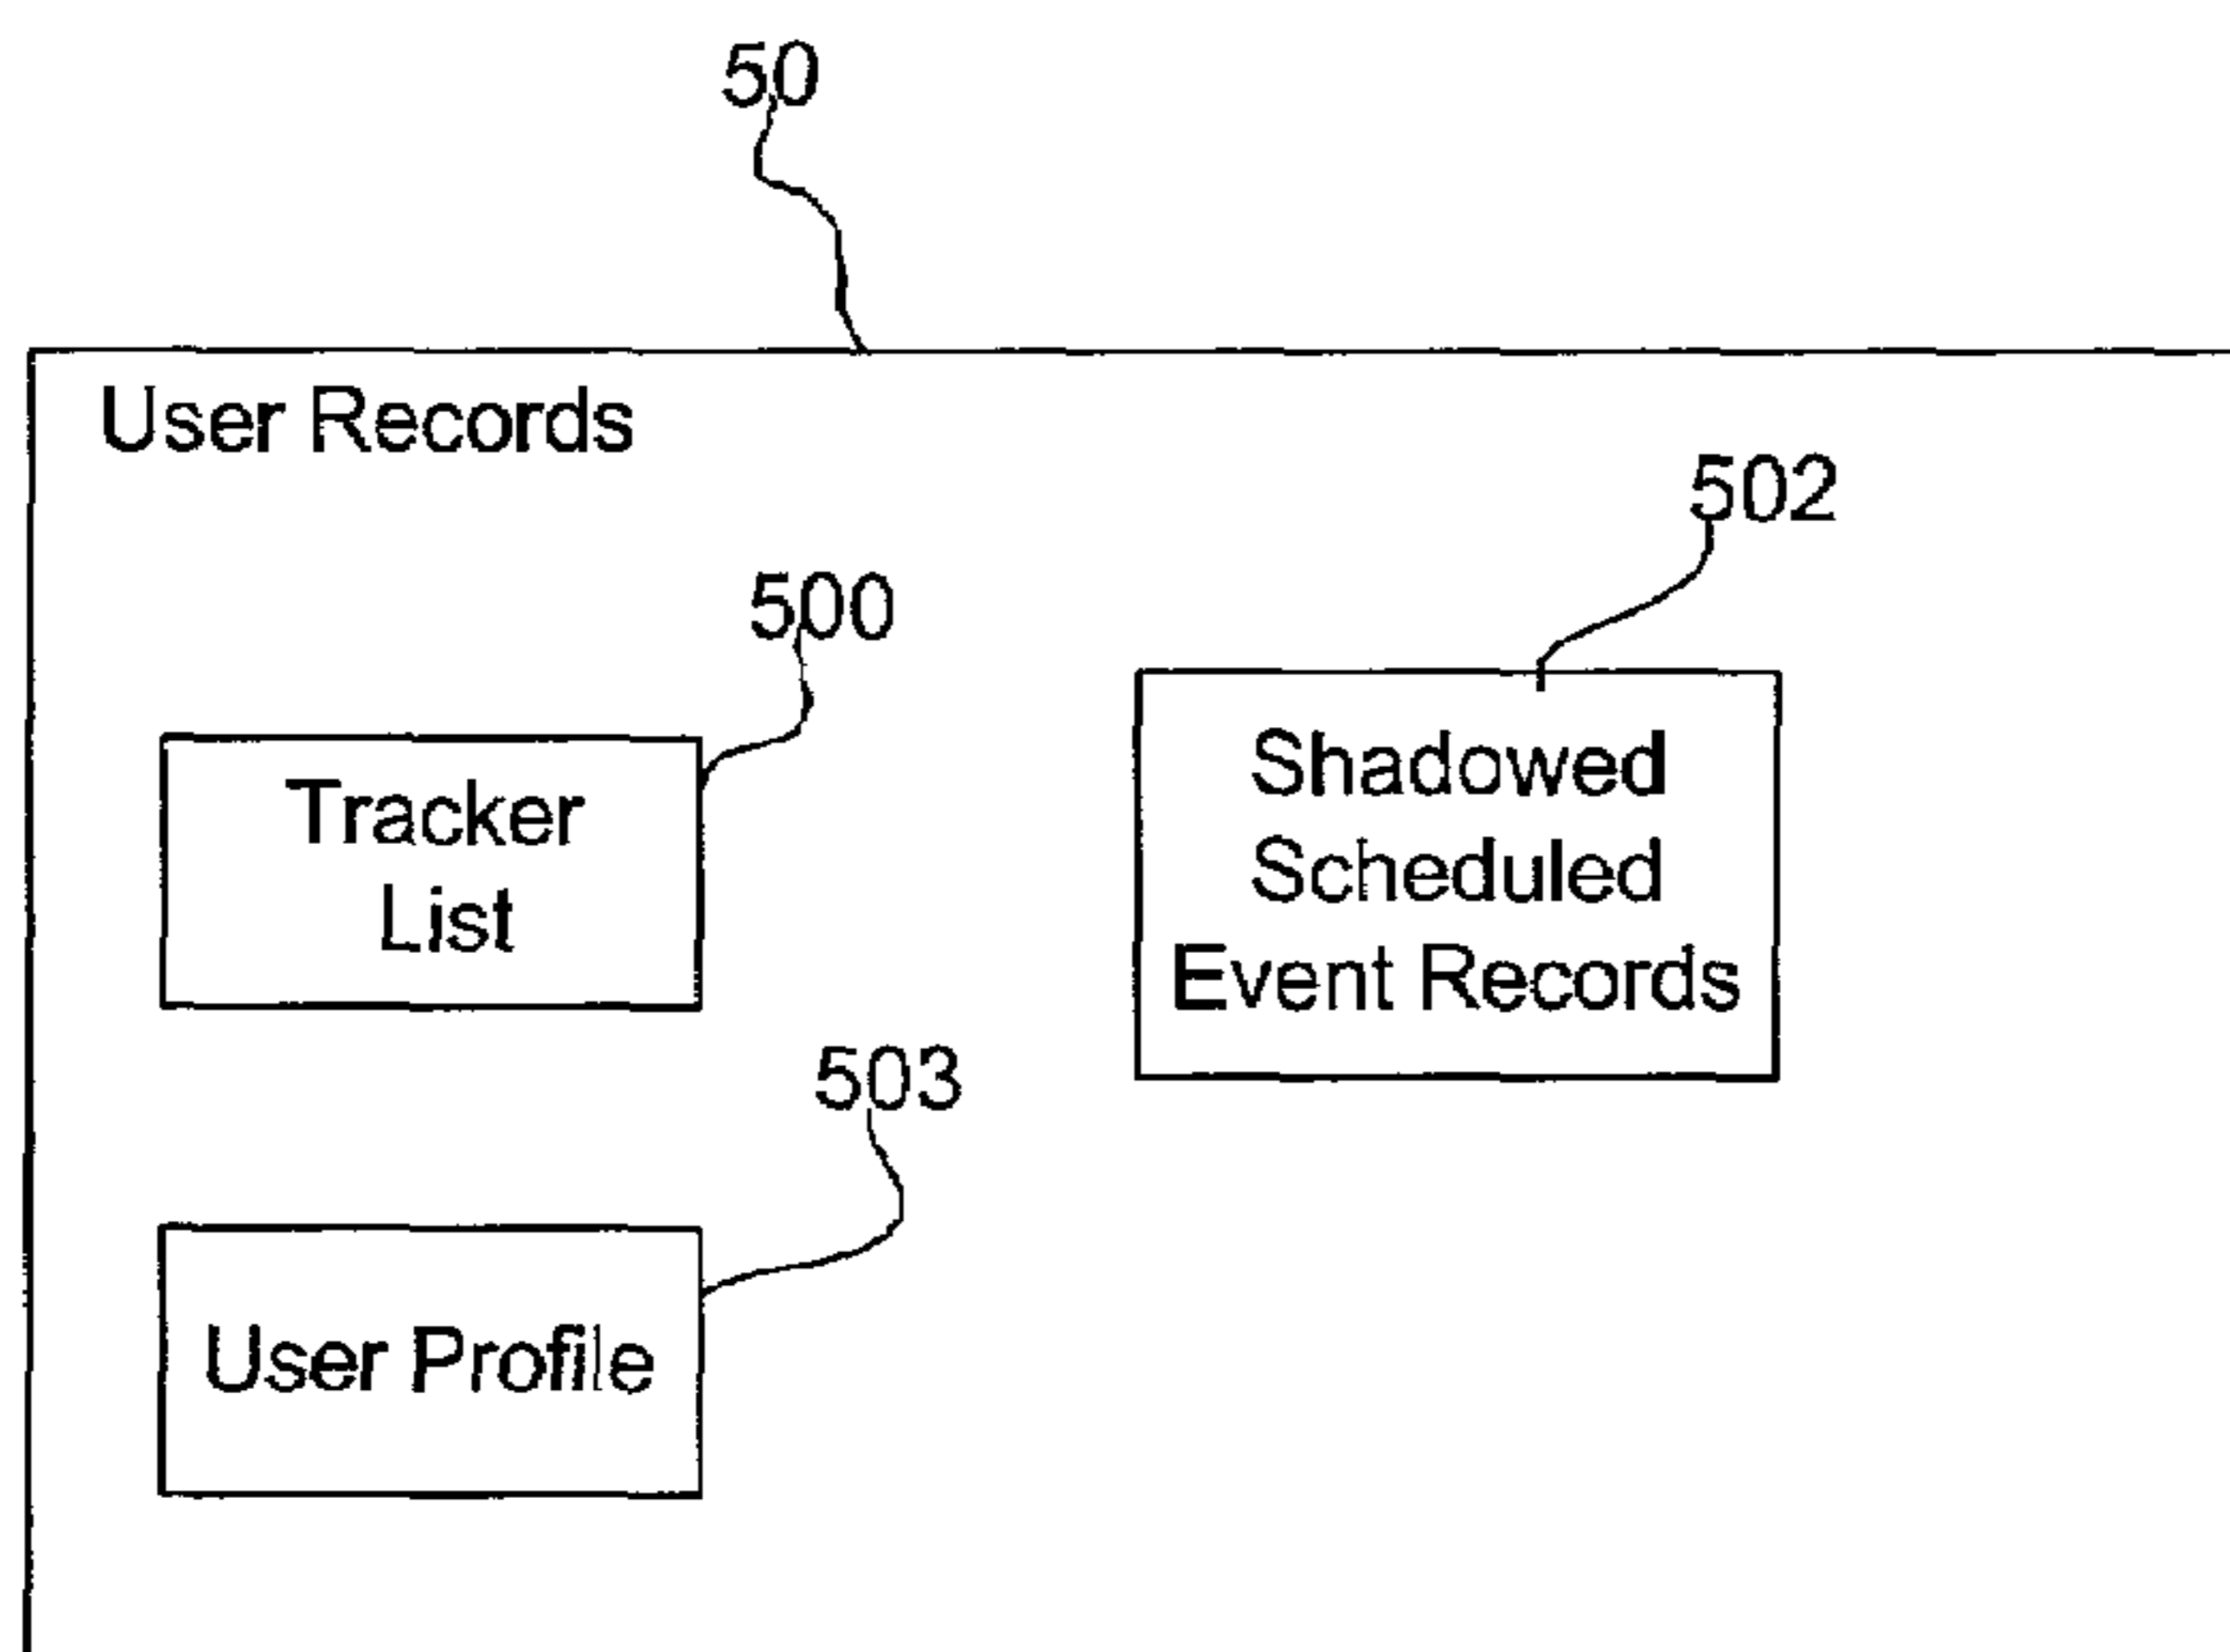 50
User Records
502
500
Tracker
List
Shadowed
Scheduled
Event Records
503
User Profile